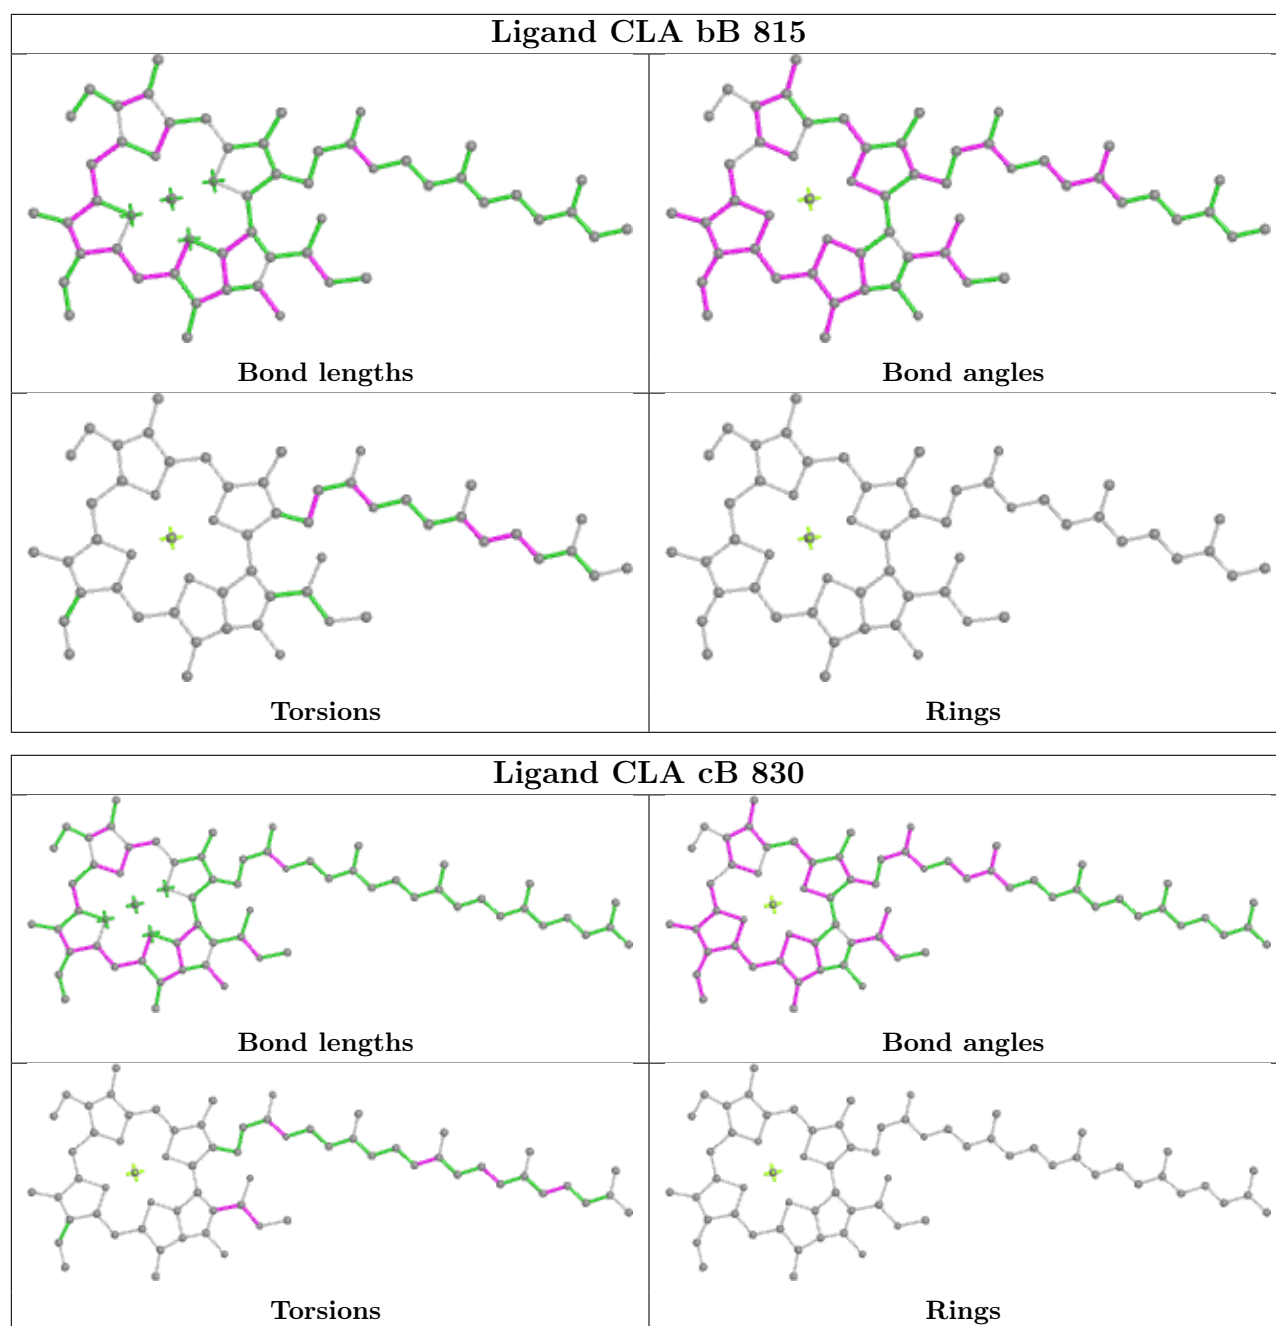 Ligand CLA bB 815
Bond lengths
Bond angles
Torsions
Rings
Ligand CLA cB 830
Bond lengths
Bond angles
Torsions
Rings